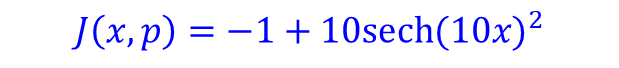 J(x, p) = −1 + 10sech(10x)²